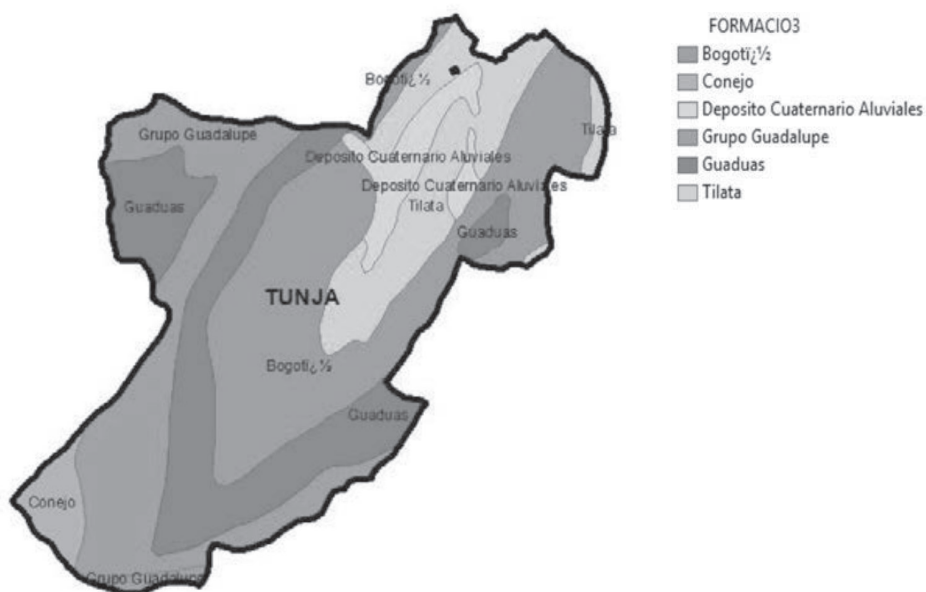 FORMACIO3
Bogotï¿½
Conejo
Deposito Cuaternario Aluviales
Grupo Guadalupe
Guaduas
Tilata
Bogotï¿½
Grupo Guadalupe
Tilata
Deposito Cuaternario Aluviales
Deposito Cuaternario Aluviales
Guaduas
Tilata
Guaduas
TUNJA
Bogotï¿½
Guaduas
Conejo
Grupo Guadalupe